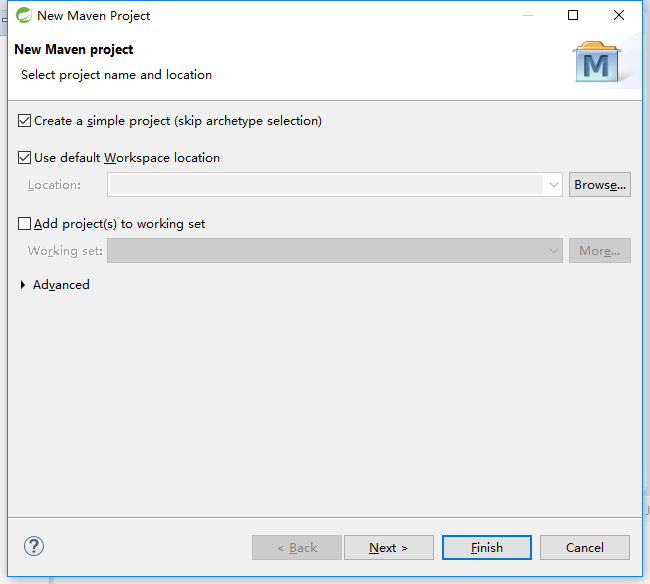 New Maven Project
New Maven project
Select project name and location
M
Create a simple project (skip archetype selection)
Use default Workspace location
Location:
Browse...
Add project(s) to working set
Working set:
More...
Advanced
?
< Back
Next >
Finish
Cancel